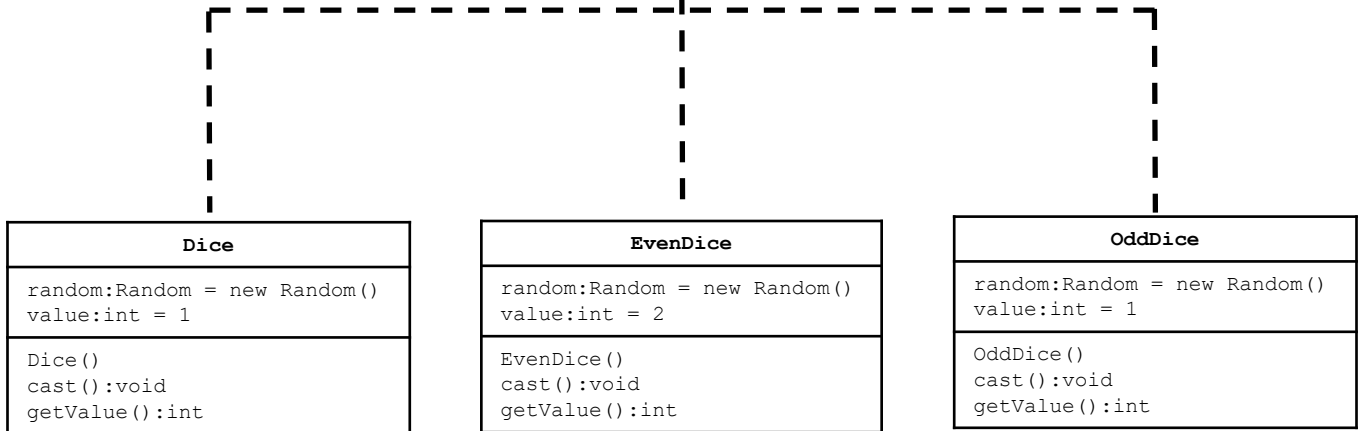 Dice
random:Random = new Random()
value:int = 1
Dice()
cast():void
getValue():int
EvenDice
random:Random = new Random()
value:int = 2
EvenDice()
cast():void
getValue():int
OddDice
random:Random = new Random()
value:int = 1
OddDice()
cast():void
getValue():int